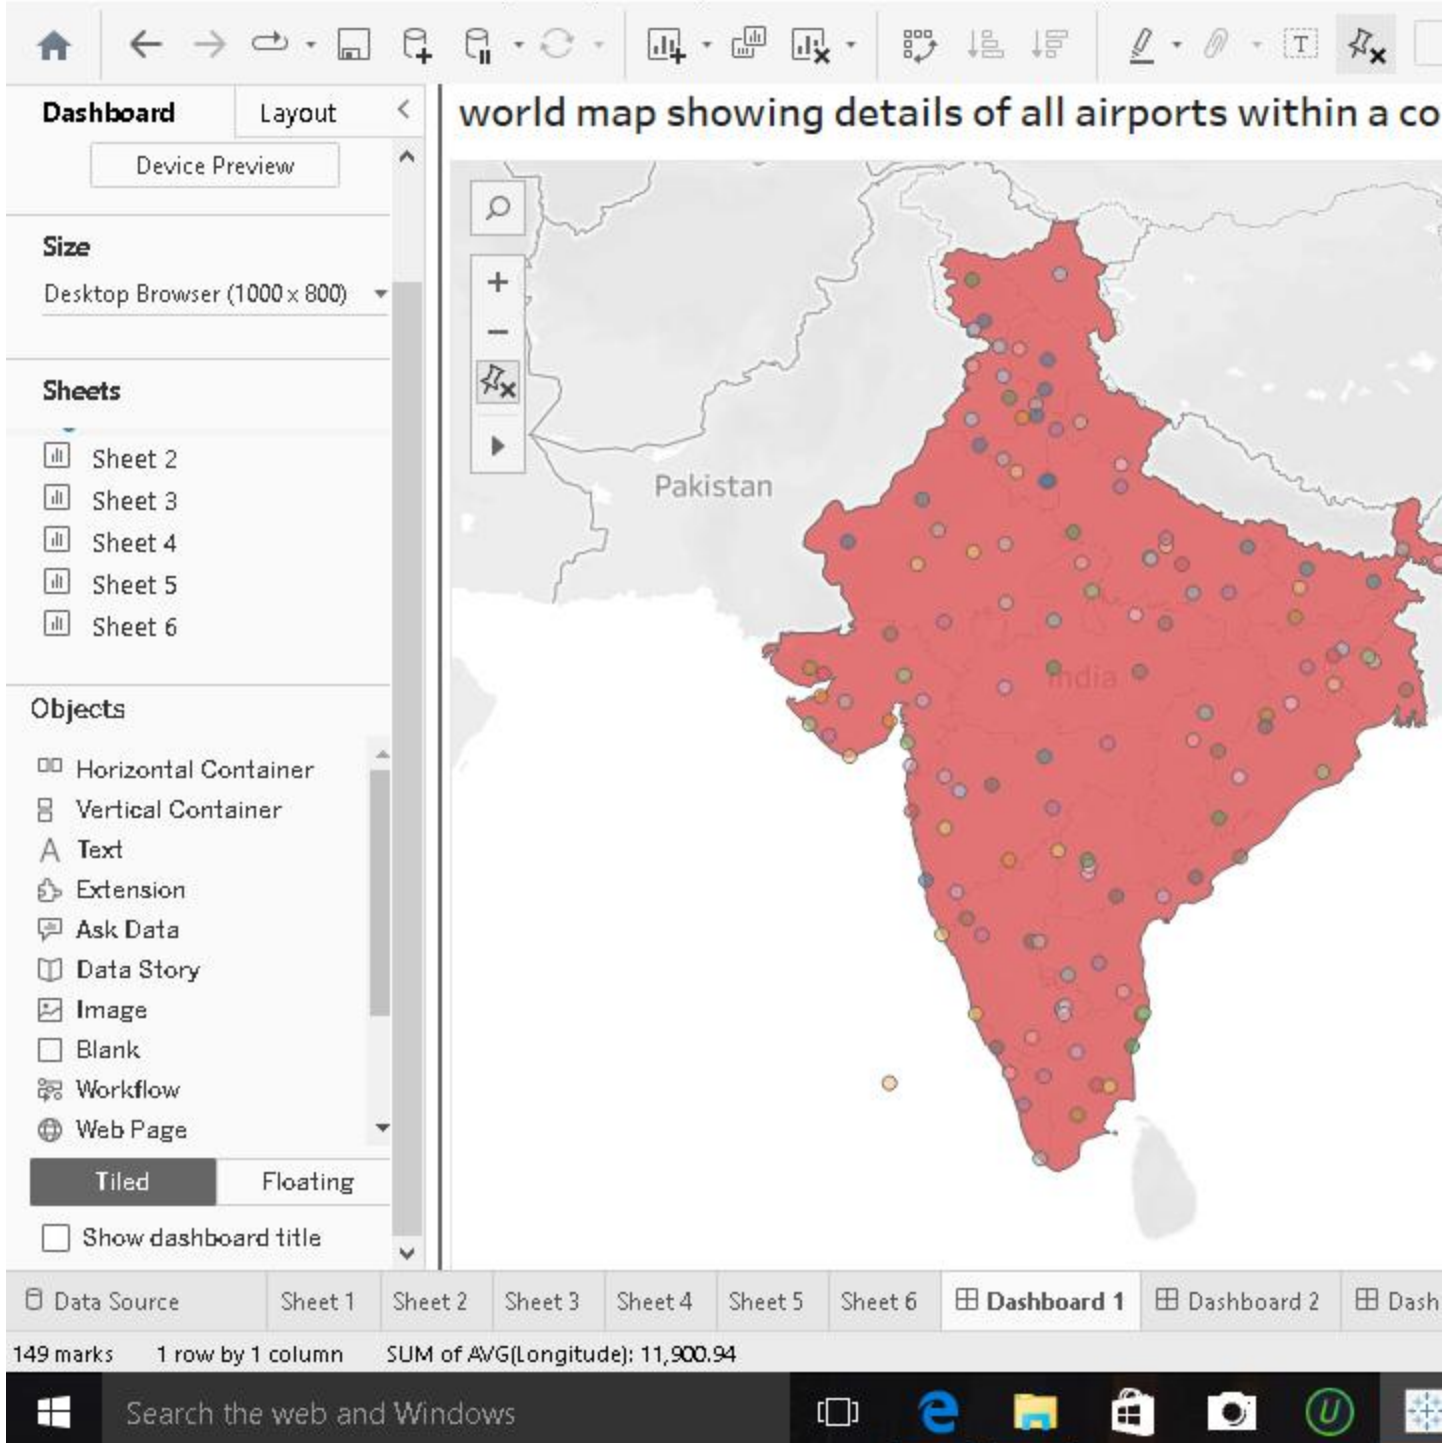 Dashboard
Layout
Device Preview
Size
Desktop Browser (1000 x 800)
Sheets
Sheet 2
Sheet 3
Sheet 4
Sheet 5
Sheet 6
Objects
Horizontal Container
Vertical Container
Text
Extension
Ask Data
Data Story
Image
Blank
Workflow
Web Page
Tiled
Floating
Show dashboard title
world map showing details of all airports within a co
Pakistan
India
Data Source
Sheet 1
Sheet 2
Sheet 3
Sheet 4
Sheet 5
Sheet 6
Dashboard 1
Dashboard 2
Dash
149 marks
1 row by 1 column
SUM of AVG(Longitude): 11,900.94
Search the web and Windows